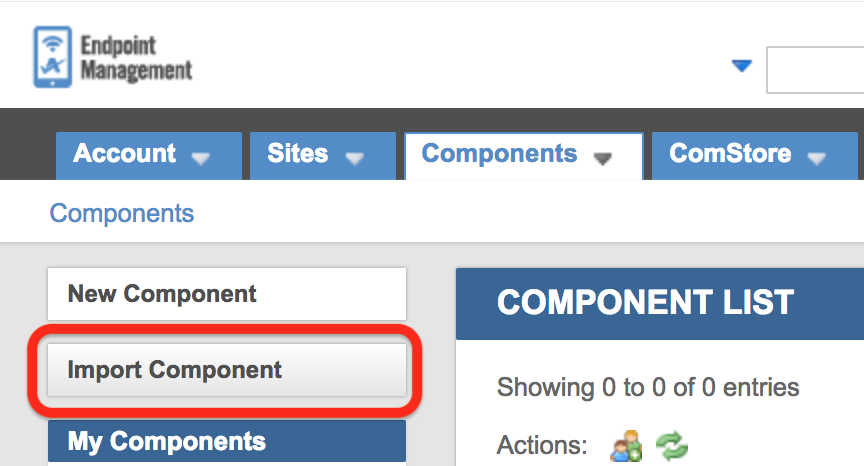 Endpoint
Management
Account
Sites
Components
ComStore
Components
New Component
Import Component
My Components
COMPONENT LIST
Showing 0 to 0 of 0 entries
Actions: